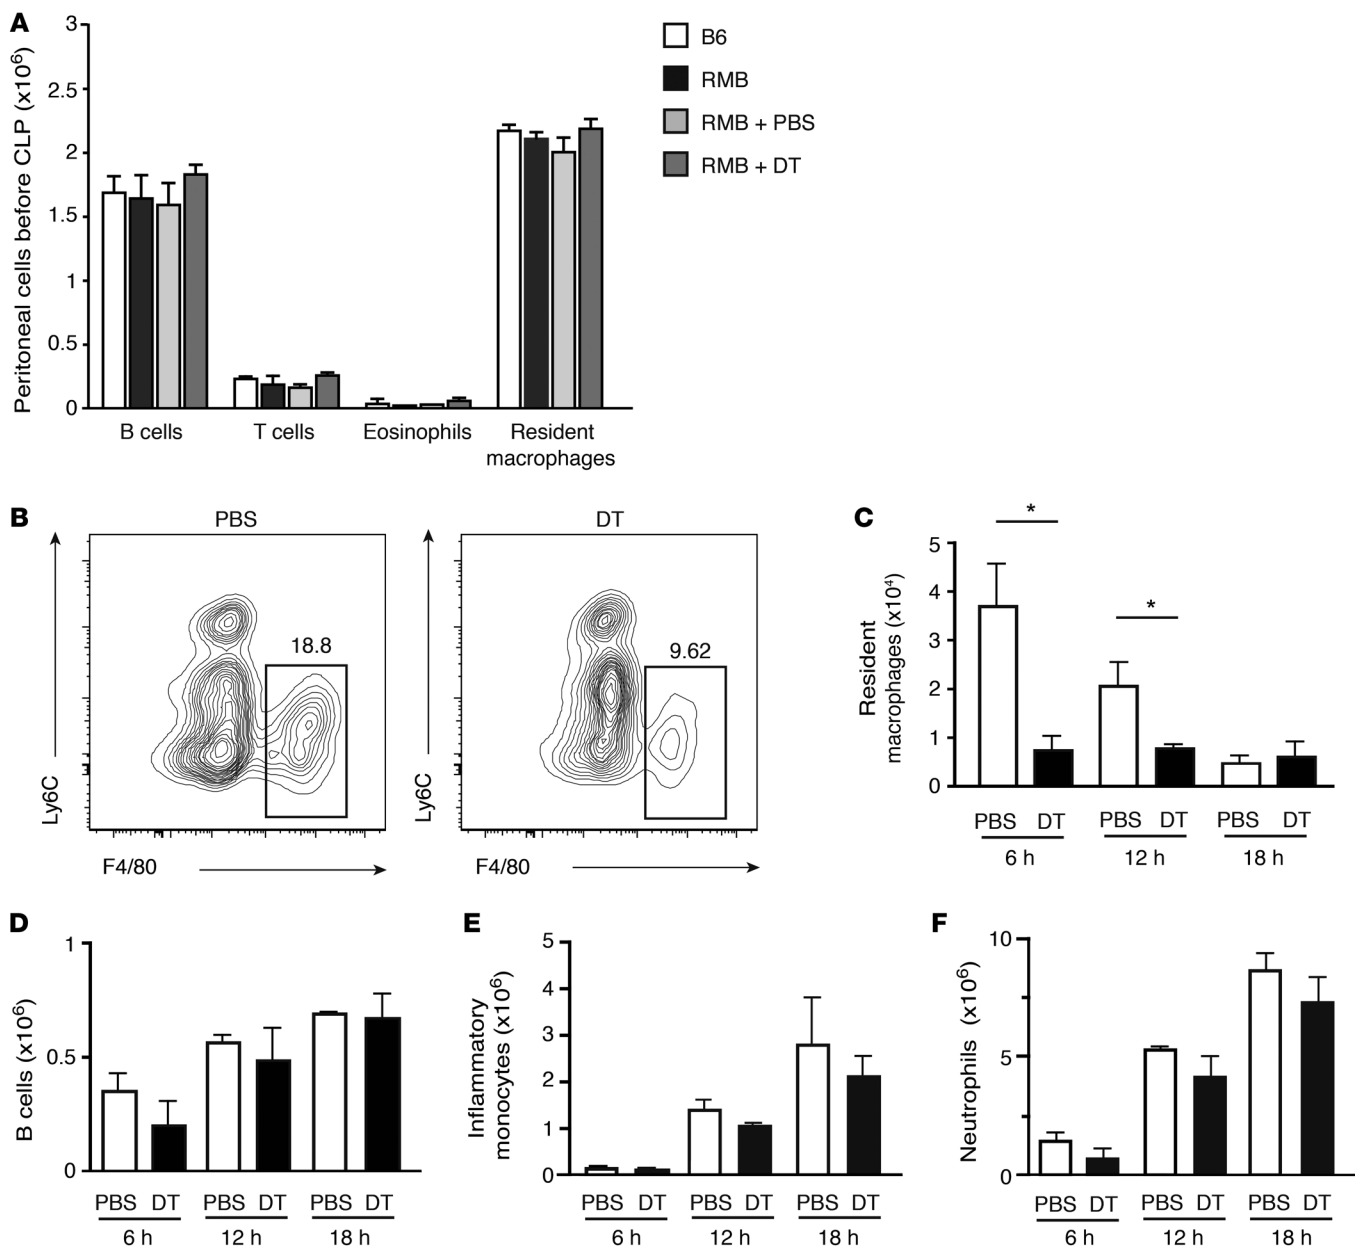 A
Peritoneal cells before CLP (x10⁶)
3
2.5
2
1.5
1
0.5
0
B cells
T cells
Eosinophils
Resident
macrophages
B6
RMB
RMB + PBS
RMB + DT
B
PBS
18.8
Ly6C
F4/80
DT
9.62
Ly6C
F4/80
C
Resident
macrophages (x10⁴)
5
4
3
2
1
0
*
*
PBS DT PBS DT PBS DT
6 h 12 h 18 h
D
B cells (x10⁶)
1
0.5
0
PBS DT PBS DT PBS DT
6 h 12 h 18 h
E
Inflammatory
monocytes (x10⁶)
5
4
3
2
1
0
PBS DT PBS DT PBS DT
6 h 12 h 18 h
F
Neutrophils (x10⁶)
10
5
0
PBS DT PBS DT PBS DT
6 h 12 h 18 h